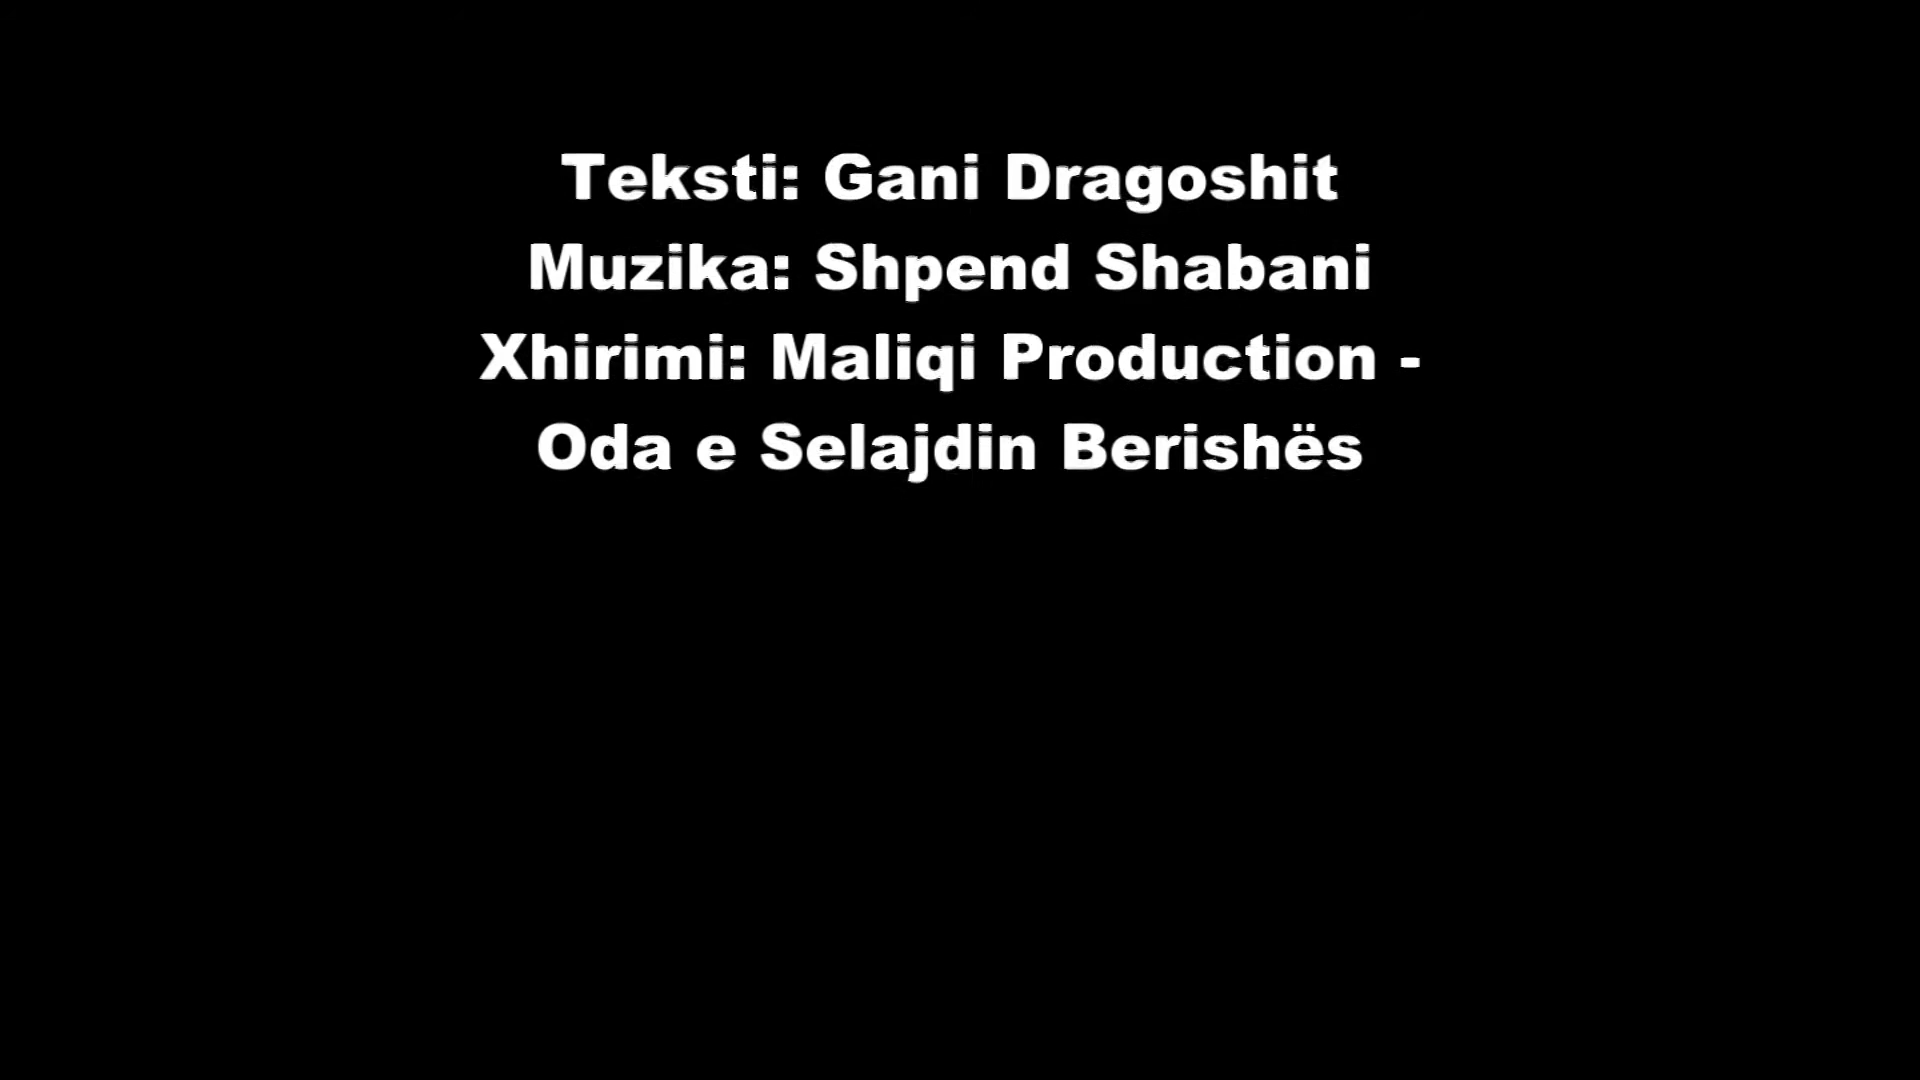 Teksti: Gani Dragoshit
Muzika: Shpend Shabani
Xhirimi: Maliqi Production -
Oda e Selajdin Berishës